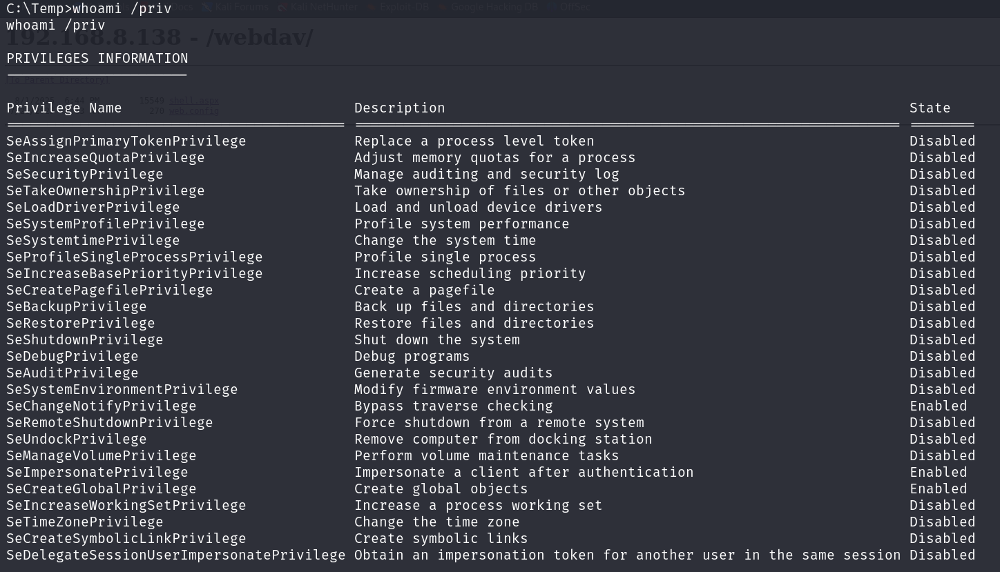 C:\Temp>whoami /priv
Docs Kali Forums Kali NetHunter Exploit-DB Google Hacking DB OffSec
whoami /priv
192.168.8.138 - /webdav/
PRIVILEGES INFORMATION
[To Parent Directory]
15549 shell.aspx
270 web.config
Privilege Name Description State
SeAssignPrimaryTokenPrivilege Replace a process level token Disabled
SeIncreaseQuotaPrivilege Adjust memory quotas for a process Disabled
SeSecurityPrivilege Manage auditing and security log Disabled
SeTakeOwnershipPrivilege Take ownership of files or other objects Disabled
SeLoadDriverPrivilege Load and unload device drivers Disabled
SeSystemProfilePrivilege Profile system performance Disabled
SeSystemtimePrivilege Change the system time Disabled
SeProfileSingleProcessPrivilege Profile single process Disabled
SeIncreaseBasePriorityPrivilege Increase scheduling priority Disabled
SeCreatePagefilePrivilege Create a pagefile Disabled
SeBackupPrivilege Back up files and directories Disabled
SeRestorePrivilege Restore files and directories Disabled
SeShutdownPrivilege Shut down the system Disabled
SeDebugPrivilege Debug programs Disabled
SeAuditPrivilege Generate security audits Disabled
SeSystemEnvironmentPrivilege Modify firmware environment values Disabled
SeChangeNotifyPrivilege Bypass traverse checking Enabled
SeRemoteShutdownPrivilege Force shutdown from a remote system Disabled
SeUndockPrivilege Remove computer from docking station Disabled
SeManageVolumePrivilege Perform volume maintenance tasks Disabled
SeImpersonatePrivilege Impersonate a client after authentication Enabled
SeCreateGlobalPrivilege Create global objects Enabled
SeIncreaseWorkingSetPrivilege Increase a process working set Disabled
SeTimeZonePrivilege Change the time zone Disabled
SeCreateSymbolicLinkPrivilege Create symbolic links Disabled
SeDelegateSessionUserImpersonatePrivilege Obtain an impersonation token for another user in the same session Disabled